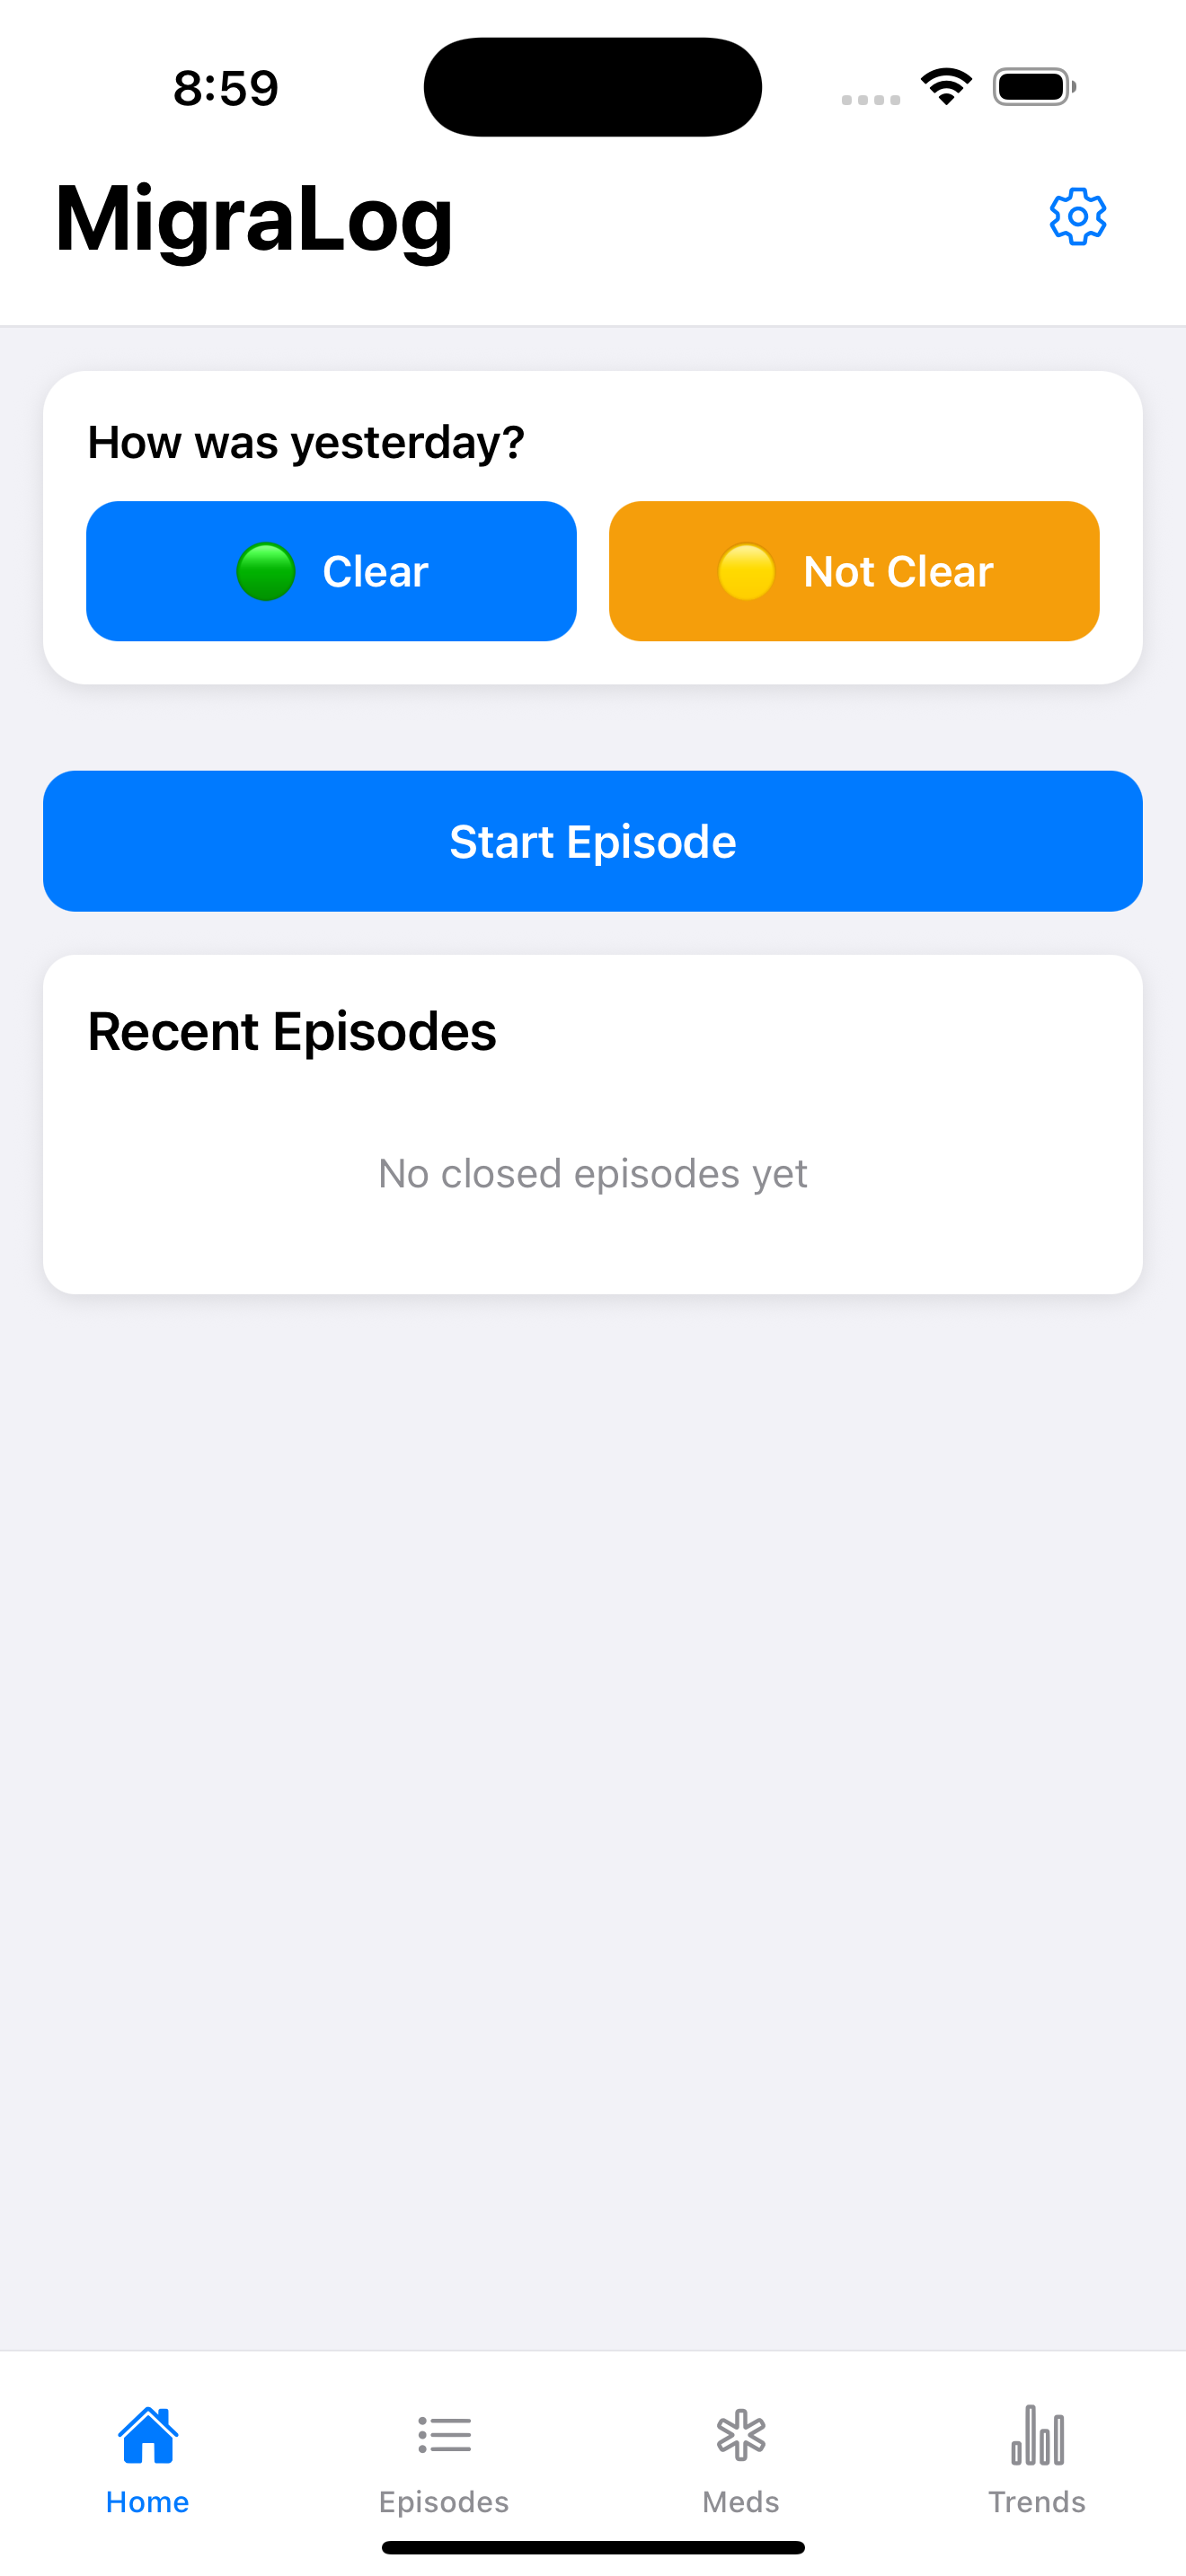 8:59
MigraLog
How was yesterday?
Clear
Not Clear
Start Episode
Recent Episodes
No closed episodes yet
Home
Episodes
Meds
Trends